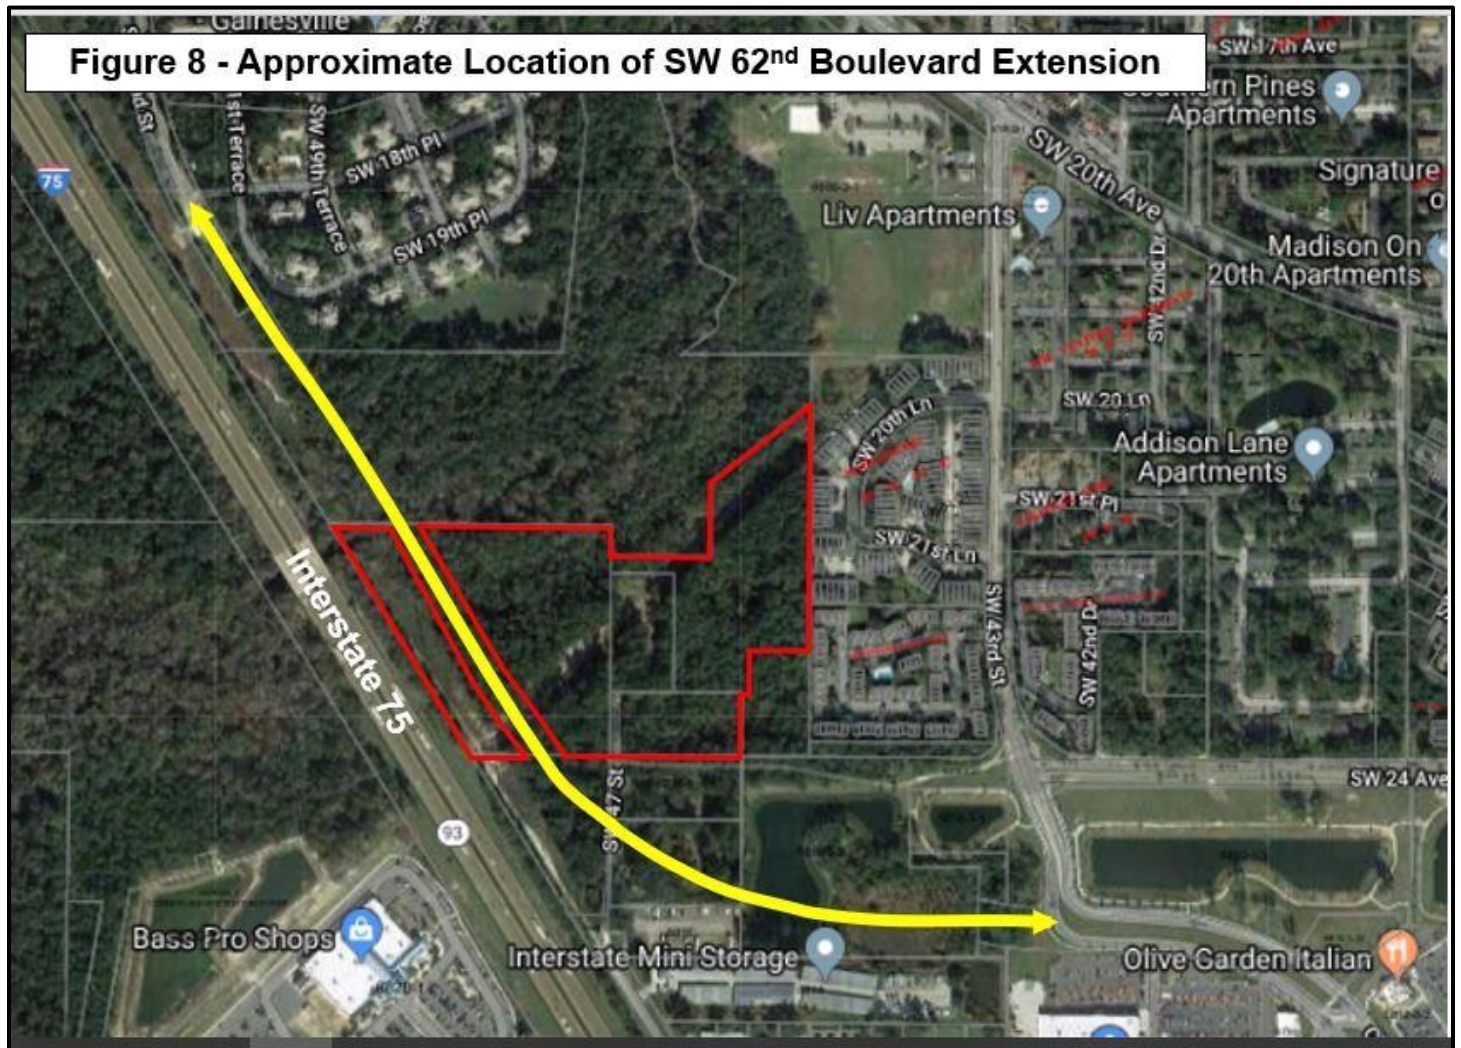 Gainesville
Figure 8 - Approximate Location of SW 62nd Boulevard Extension
SW 17th Ave
Apartments
75
nd St
1st Terrace
SW 49th Terrace
SW 18th Pl
SW 19th Pl
SW 20th Ave
Signature
Liv Apartments
SW 42nd Dr
Madison On
20th Apartments
SW 20 Ln
SW 20th Ln
Addison Lane
Apartments
SW 21st Pl
SW 21st Ln
Interstate 75
SW 43rd St
SW 42nd Dr
SW 24 Ave
SW 47 St
93
Bass Pro Shops
Interstate Mini Storage
Olive Garden Italian